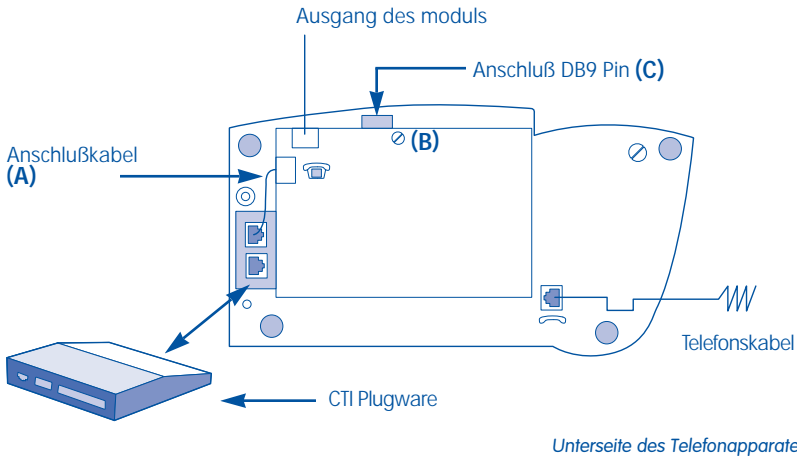 Ausgang des moduls
Anschluß DB9 Pin (C)
(B)
Anschlußkabel
(A)
Telefonskabel
CTI Plugware
Unterseite des Telefonapparate